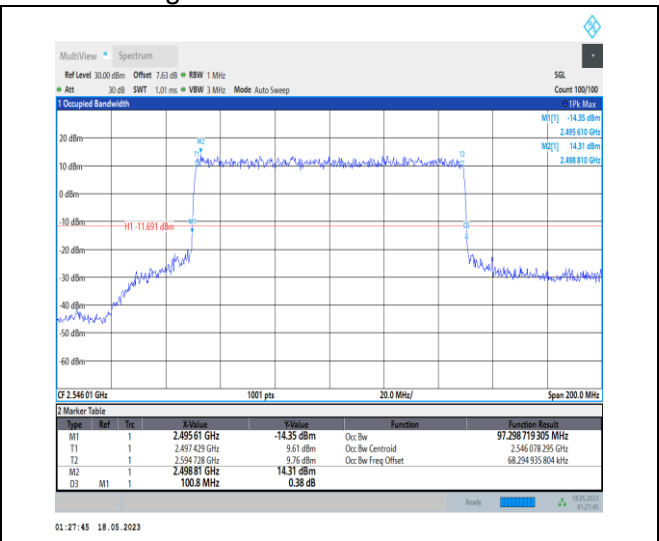 MultiView Spectrum
Ref Level 30.00 dBm Offset 7.63 dB RBW 1 MHz SGL
Att 30 dB SWT 1.01 ms VBW 3 MHz Mode Auto Sweep Count 100/100
1 Occupied Bandwidth 1Pk Max
M1[1] -14.35 dBm
2.495 610 GHz
M2[1] 14.31 dBm
2.498 810 GHz
20 dBm
M2
T1 T2
10 dBm
0 dBm
-10 dBm
H1 -11.691 dBm M1 D3
-20 dBm
-30 dBm
-40 dBm
-50 dBm
-60 dBm
CF 2.546 01 GHz 1001 pts 20.0 MHz/ Span 200.0 MHz
2 Marker Table
Type Ref Trc X-Value Y-Value Function Function Result
M1 1 2.495 61 GHz -14.35 dBm Occ Bw 97.298 719 305 MHz
T1 1 2.497 429 GHz 9.61 dBm Occ Bw Centroid 2.546 078 295 GHz
T2 1 2.594 728 GHz 9.76 dBm Occ Bw Freq Offset 68.294 935 804 kHz
M2 1 2.498 81 GHz 14.31 dBm
D3 M1 1 100.8 MHz 0.38 dB
Ready 18.05.2023
01:27:45
01:27:45 18.05.2023